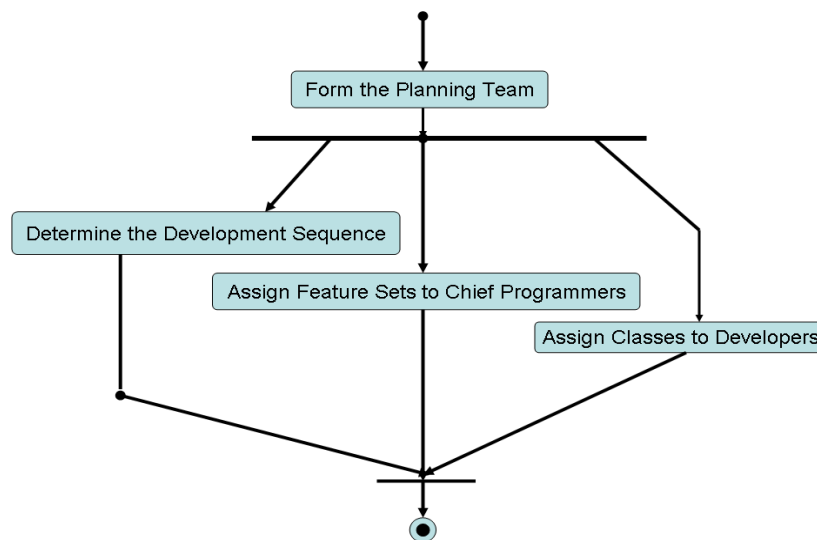 Form the Planning Team
Determine the Development Sequence
Assign Feature Sets to Chief Programmers
Assign Classes to Developers